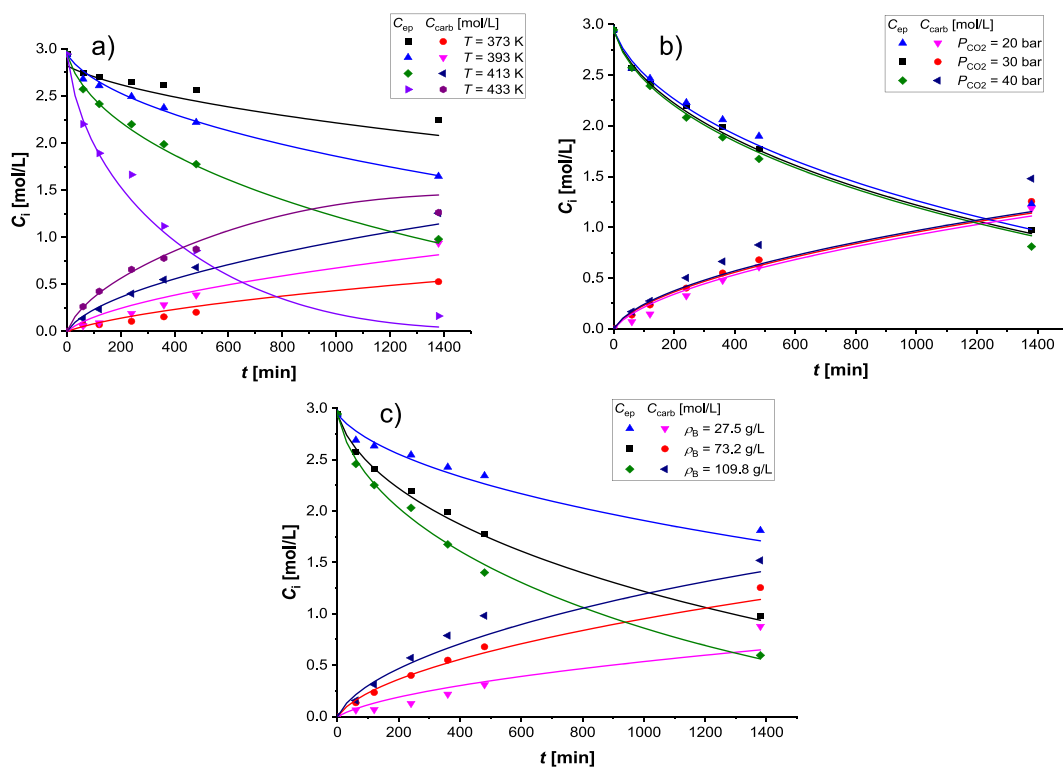 a)
C_ep C_carb [mol/L]
T = 373 K
T = 393 K
T = 413 K
T = 433 K
3.0
2.5
2.0
1.5
1.0
0.5
0.0
C_i [mol/L]
0 200 400 600 800 1000 1200 1400
t [min]
b)
C_ep C_carb [mol/L]
P_CO2 = 20 bar
P_CO2 = 30 bar
P_CO2 = 40 bar
3.0
2.5
2.0
1.5
1.0
0.5
0.0
C_i [mol/L]
0 200 400 600 800 1000 1200 1400
t [min]
c)
C_ep C_carb [mol/L]
ρ_B = 27.5 g/L
ρ_B = 73.2 g/L
ρ_B = 109.8 g/L
3.0
2.5
2.0
1.5
1.0
0.5
0.0
C_i [mol/L]
0 200 400 600 800 1000 1200 1400
t [min]